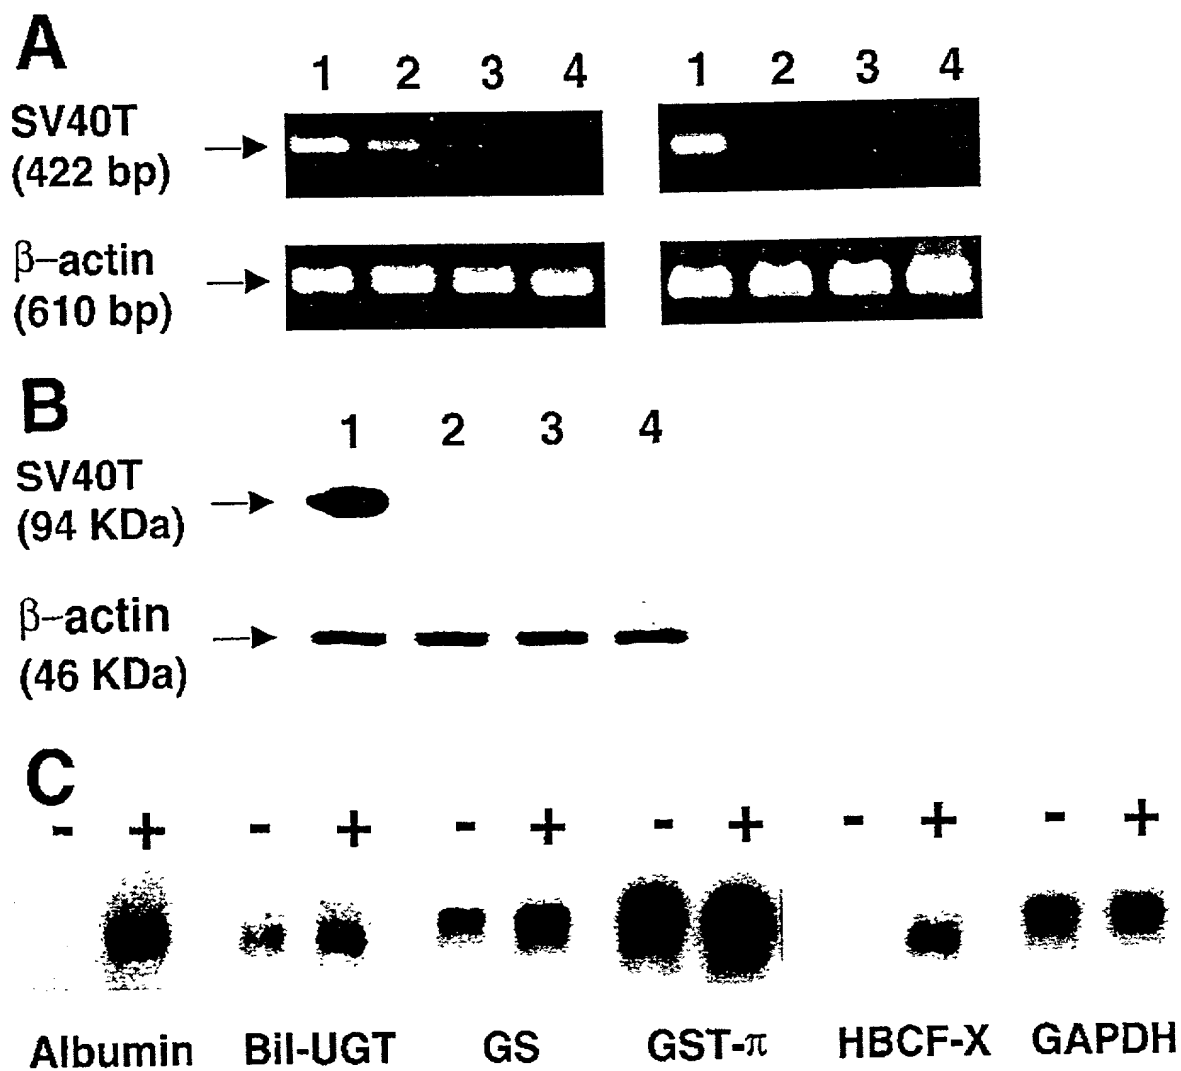 A
1 2 3 4 1 2 3 4
SV40T
(422 bp)
β-actin
(610 bp)
B
1 2 3 4
SV40T
(94 KDa)
β-actin
(46 KDa)
C
- + - + - + - + - + - +
Albumin Bil-UGT GS GST-π HBCF-X GAPDH